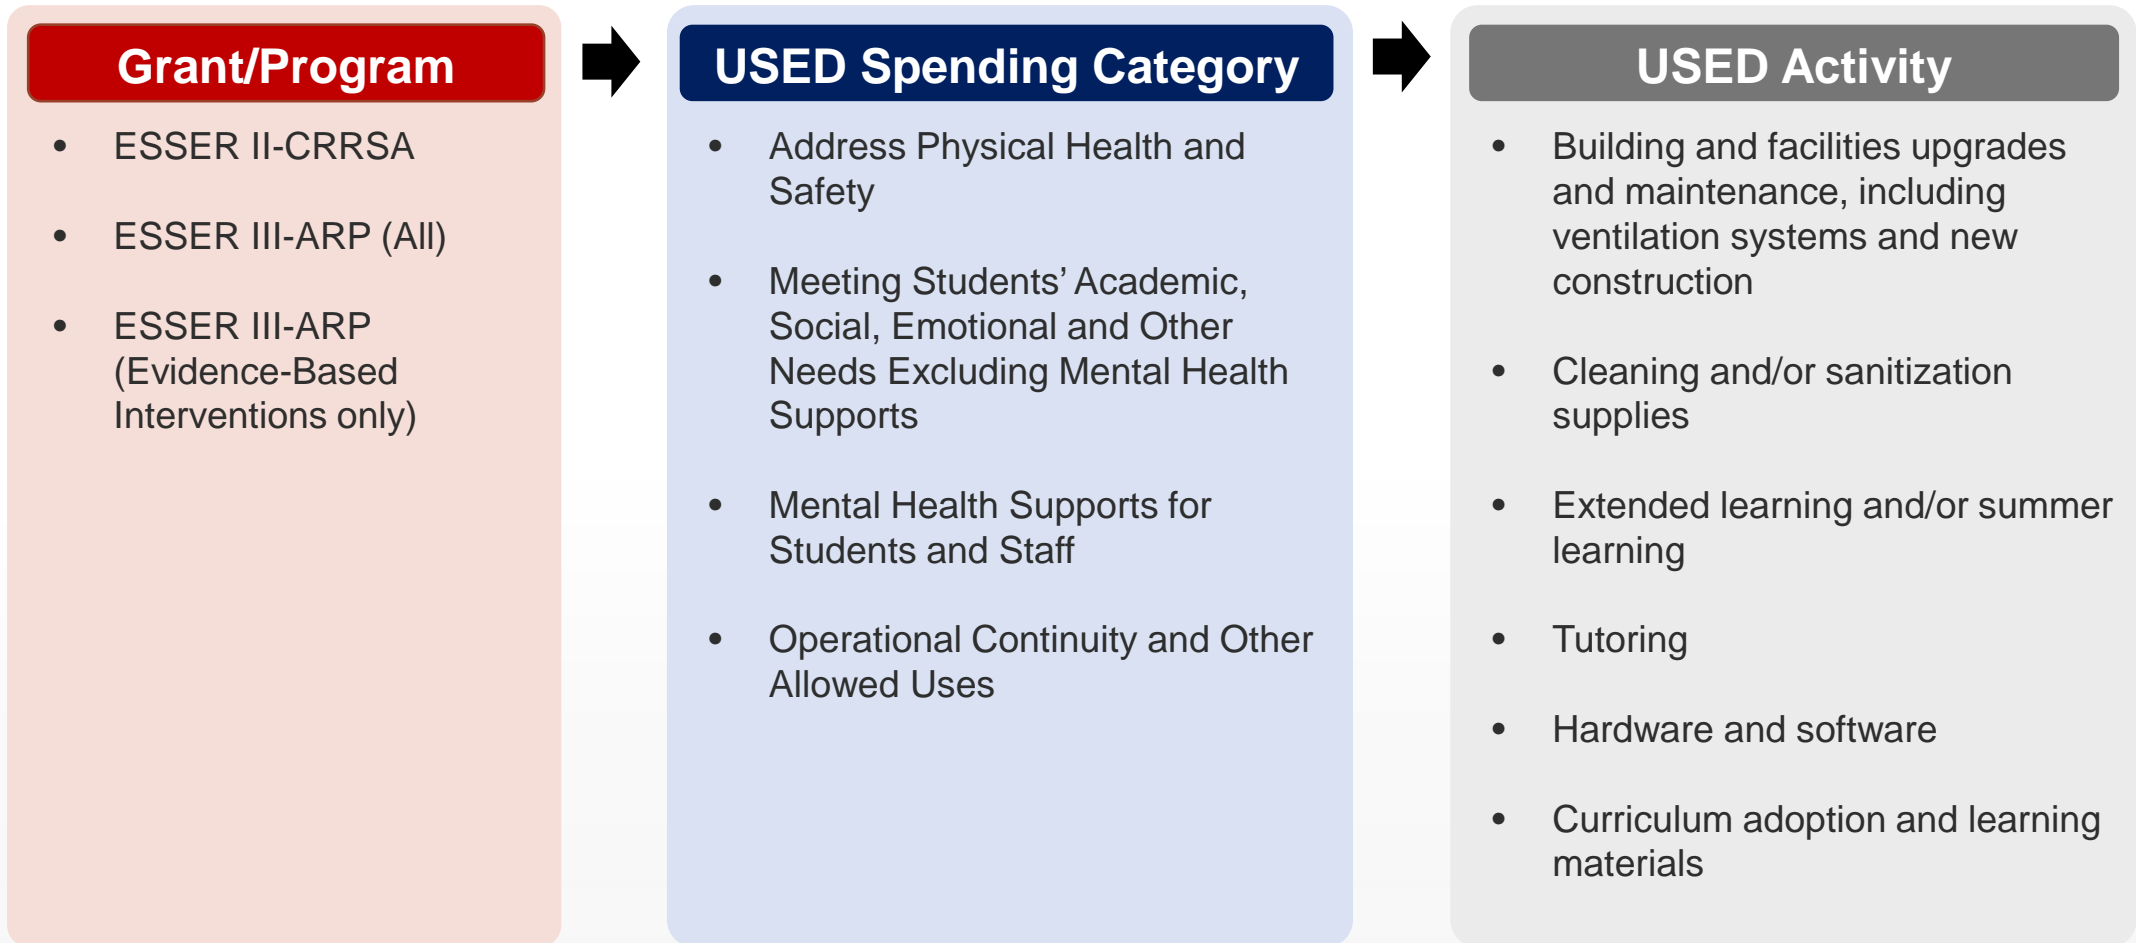 Grant/Program
• ESSER II-CRRSA
• ESSER III-ARP (All)
• ESSER III-ARP
(Evidence-Based
Interventions only)
USED Spending Category
• Address Physical Health and
Safety
• Meeting Students’ Academic,
Social, Emotional and Other
Needs Excluding Mental Health
Supports
• Mental Health Supports for
Students and Staff
• Operational Continuity and Other
Allowed Uses
USED Activity
• Building and facilities upgrades
and maintenance, including
ventilation systems and new
construction
• Cleaning and/or sanitization
supplies
• Extended learning and/or summer
learning
• Tutoring
• Hardware and software
• Curriculum adoption and learning
materials